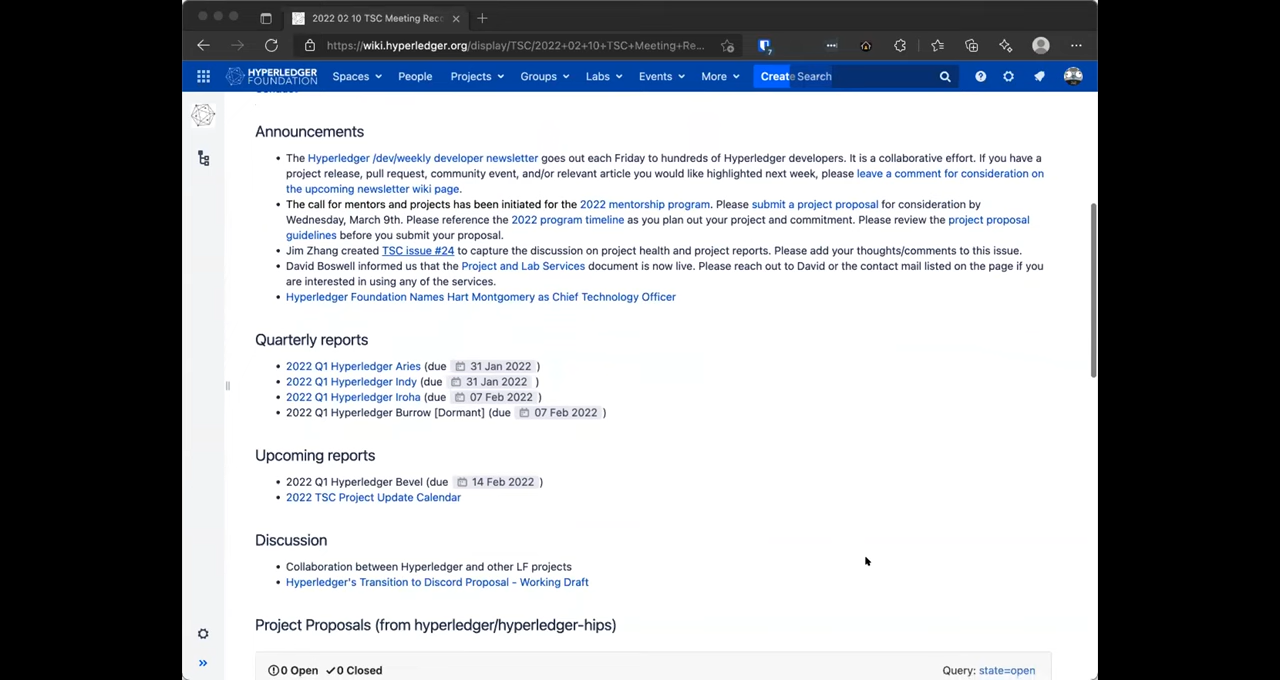 2022 02 10 TSC Meeting Rec
https://wiki.hyperledger.org/display/TSC/2022+02+10+TSC+Meeting+Re...
7
HYPERLEDGER FOUNDATION Spaces People Projects Groups Labs Events More Create Search
Announcements
• The Hyperledger /dev/weekly developer newsletter goes out each Friday to hundreds of Hyperledger developers. It is a collaborative effort. If you have a
project release, pull request, community event, and/or relevant article you would like highlighted next week, please leave a comment for consideration on
the upcoming newsletter wiki page.
• The call for mentors and projects has been initiated for the 2022 mentorship program. Please submit a project proposal for consideration by
Wednesday, March 9th. Please reference the 2022 program timeline as you plan out your project and commitment. Please review the project proposal
guidelines before you submit your proposal.
• Jim Zhang created TSC issue #24 to capture the discussion on project health and project reports. Please add your thoughts/comments to this issue.
• David Boswell informed us that the Project and Lab Services document is now live. Please reach out to David or the contact mail listed on the page if you
are interested in using any of the services.
• Hyperledger Foundation Names Hart Montgomery as Chief Technology Officer
Quarterly reports
• 2022 Q1 Hyperledger Aries (due 31 Jan 2022 )
• 2022 Q1 Hyperledger Indy (due 31 Jan 2022 )
• 2022 Q1 Hyperledger Iroha (due 07 Feb 2022 )
• 2022 Q1 Hyperledger Burrow [Dormant] (due 07 Feb 2022 )
Upcoming reports
• 2022 Q1 Hyperledger Bevel (due 14 Feb 2022 )
• 2022 TSC Project Update Calendar
Discussion
• Collaboration between Hyperledger and other LF projects
• Hyperledger's Transition to Discord Proposal - Working Draft
Project Proposals (from hyperledger/hyperledger-hips)
0 Open ✓0 Closed Query: state=open